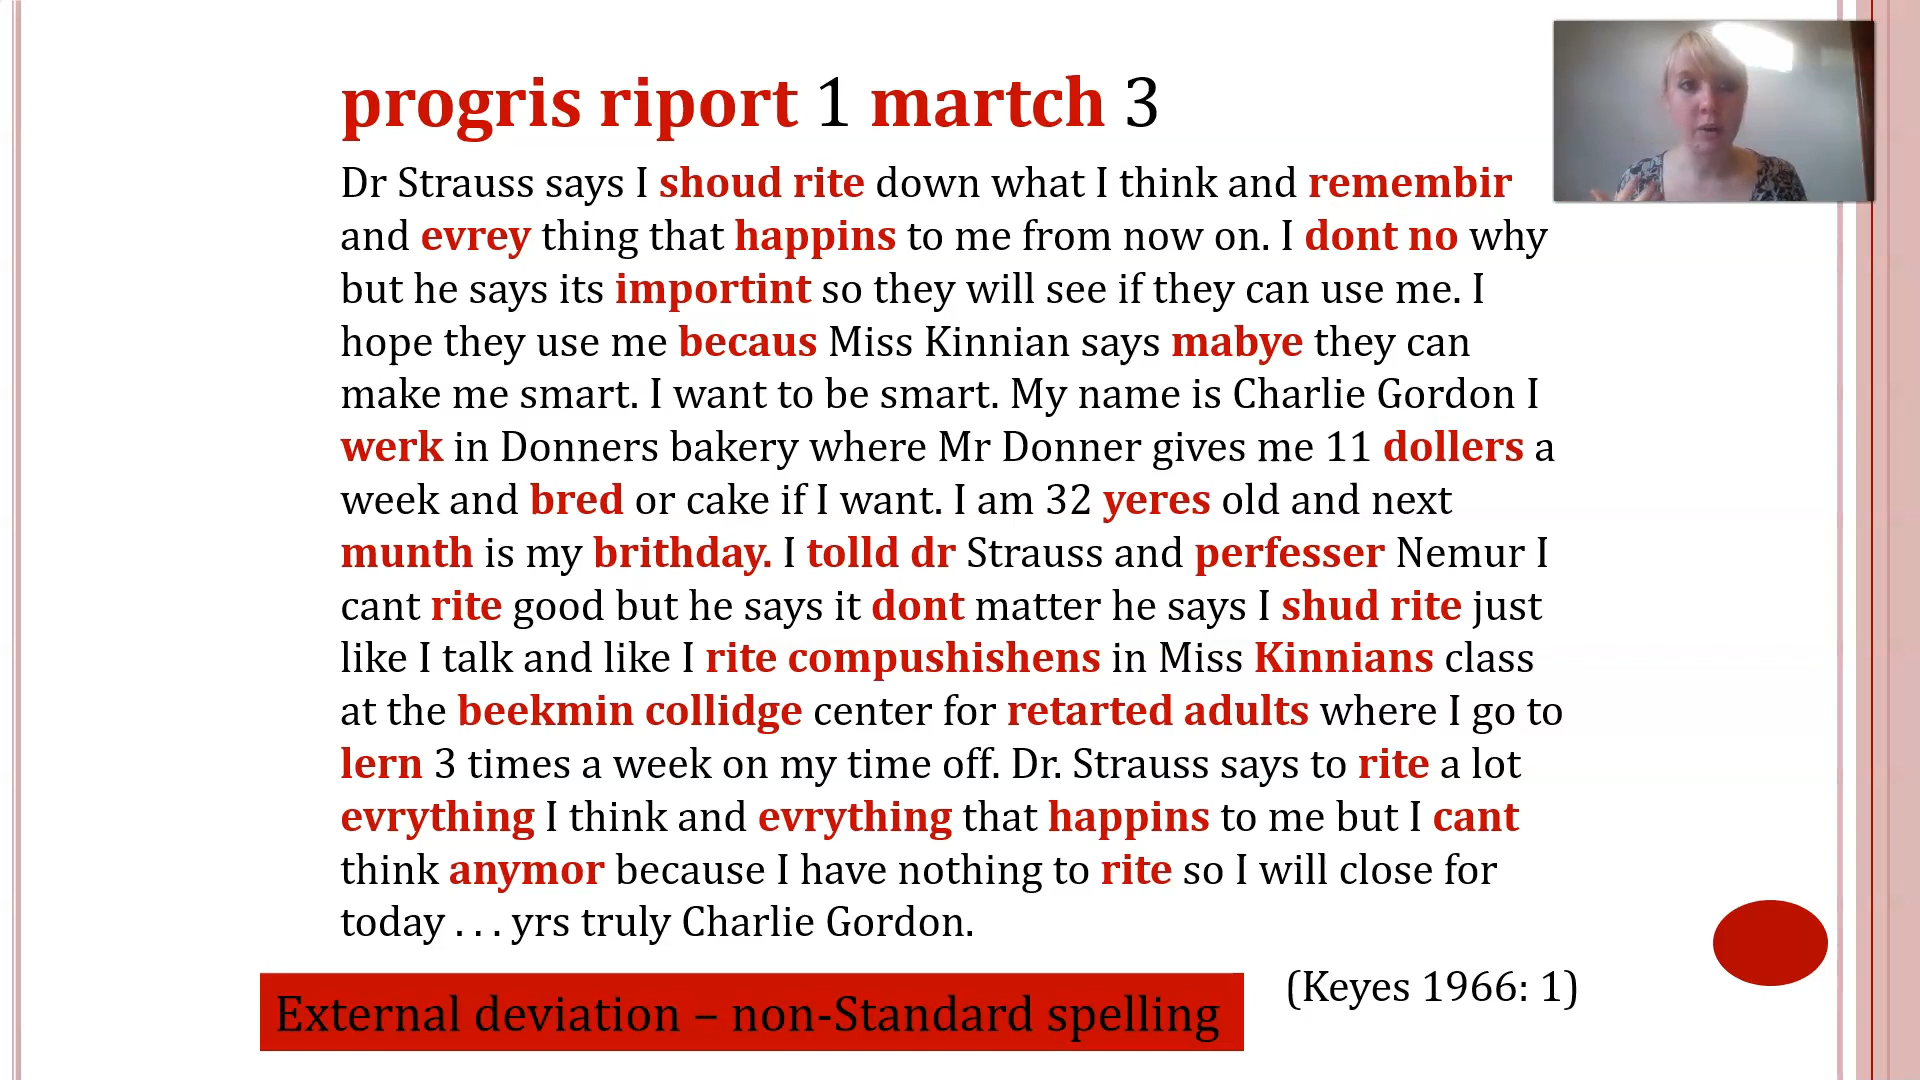 progris riport 1 martch 3
Dr Strauss says I shoud rite down what I think and remembir
and evrey thing that happins to me from now on. I dont no why
but he says its importint so they will see if they can use me. I
hope they use me becaus Miss Kinnian says mabye they can
make me smart. I want to be smart. My name is Charlie Gordon I
werk in Donners bakery where Mr Donner gives me 11 dollers a
week and bred or cake if I want. I am 32 yeres old and next
munth is my brithday. I tolld dr Strauss and perfesser Nemur I
cant rite good but he says it dont matter he says I shud rite just
like I talk and like I rite compushishens in Miss Kinnians class
at the beekmin collidge center for retarted adults where I go to
lern 3 times a week on my time off. Dr. Strauss says to rite a lot
evrything I think and evrything that happins to me but I cant
think anymor because I have nothing to rite so I will close for
today . . . yrs truly Charlie Gordon.
(Keyes 1966: 1)
External deviation – non-Standard spelling